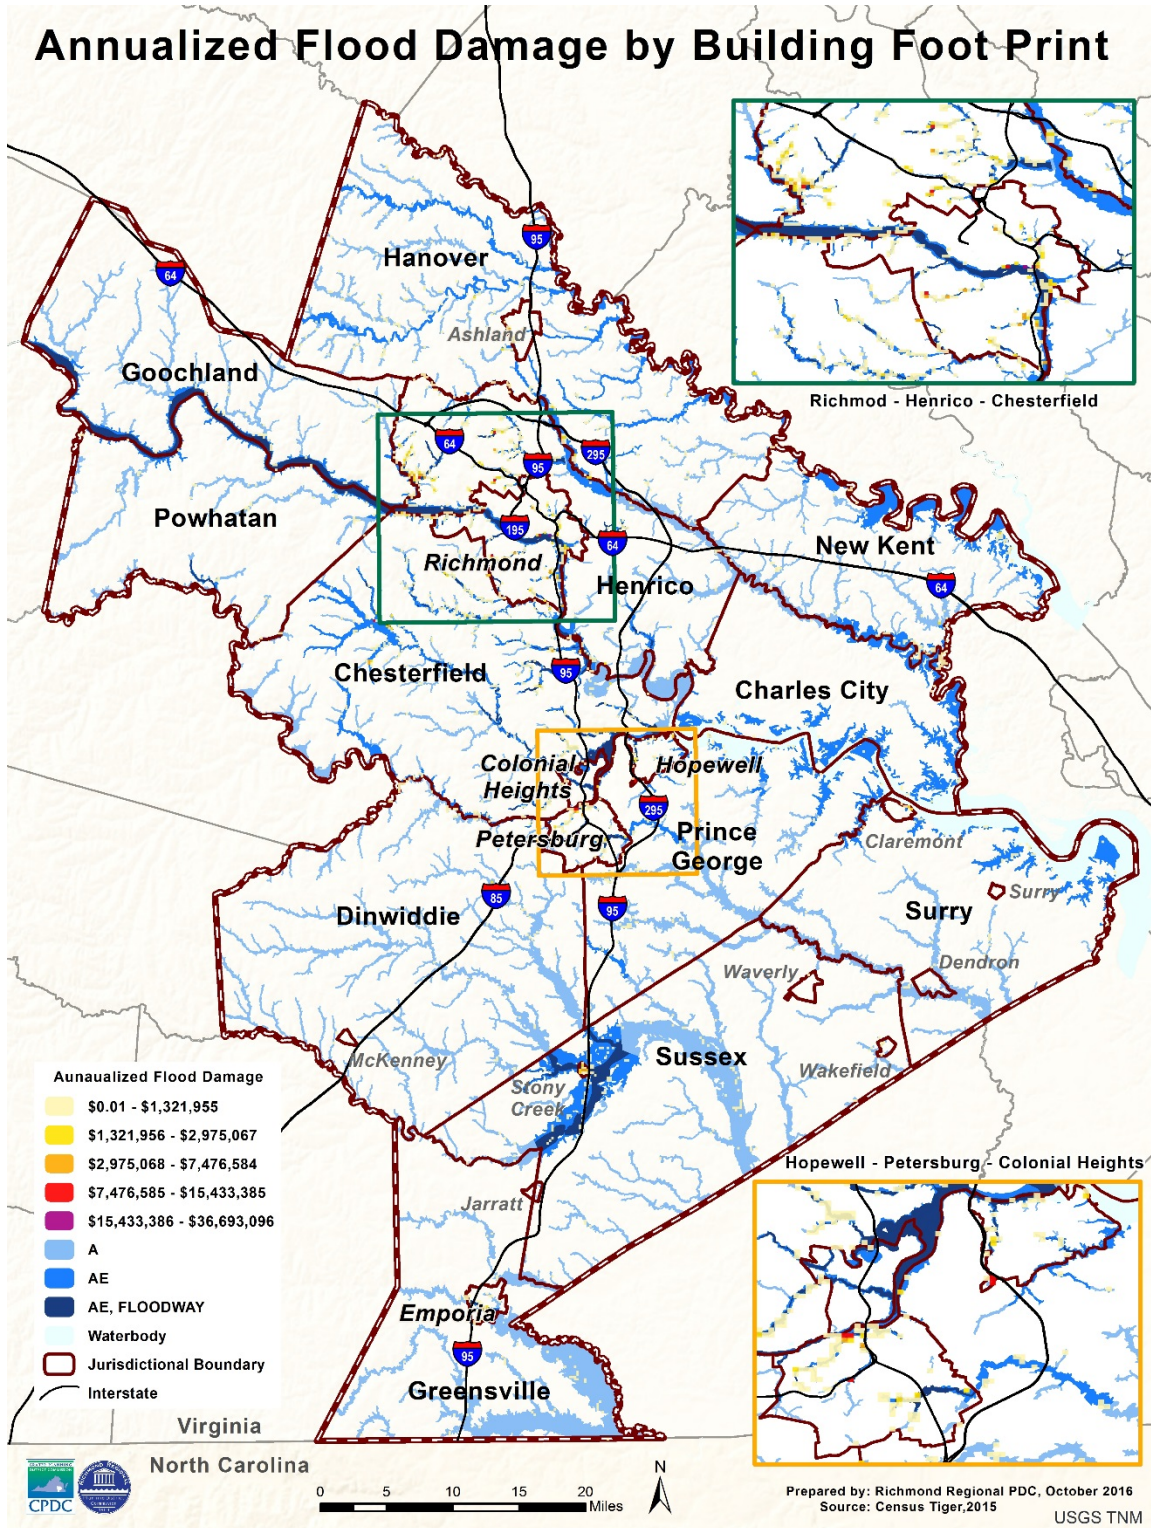 Annualized Flood Damage by Building Foot Print
Richmod - Henrico - Chesterfield
95
Hanover
64
Ashland
Goochland
64
95
295
Powhatan
195
Richmond
64
New Kent
Henrico
64
Chesterfield
95
Charles City
Colonial
Heights
Hopewell
295
Petersburg
Prince
George
Claremont
85
95
Dinwiddie
Surry
Surry
Waverly
Dendron
McKenney
Sussex
Wakefield
Stony
Creek
Jarratt
Emporia
95
Greensville
Aunaualized Flood Damage
$0.01 - $1,321,955
$1,321,956 - $2,975,067
$2,975,068 - $7,476,584
$7,476,585 - $15,433,385
$15,433,386 - $36,693,096
A
AE
AE, FLOODWAY
Waterbody
Jurisdictional Boundary
Interstate
Hopewell - Petersburg - Colonial Heights
Virginia
North Carolina
CPDC
0 5 10 15 20
Miles
N
Prepared by: Richmond Regional PDC, October 2016
Source: Census Tiger,2015
USGS TNM